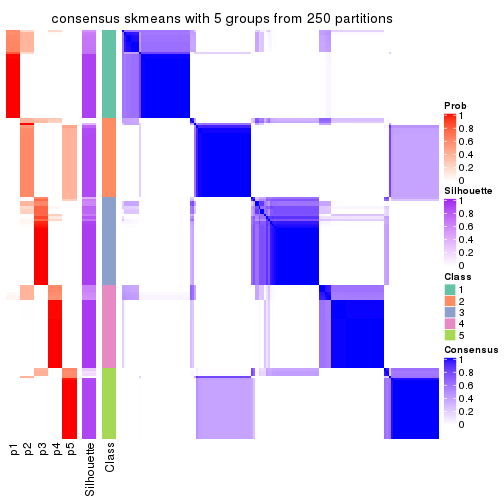 consensus skmeans with 5 groups from 250 partitions
Prob
1
0.8
0.6
0.4
0.2
0
Silhouette
1
0.8
0.6
0.4
0.2
0
Class
1
2
3
4
5
Consensus
1
0.8
0.6
0.4
0.2
0
p1
p2
p3
p4
p5
Silhouette
Class